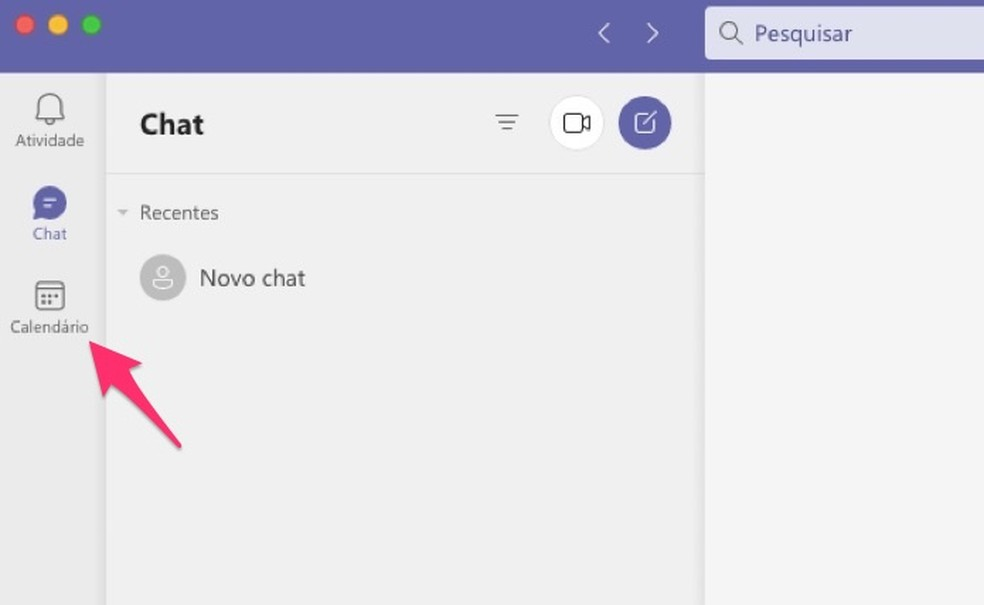 Pesquisar
Atividade
Chat
Calendário
Chat
Recentes
Novo chat